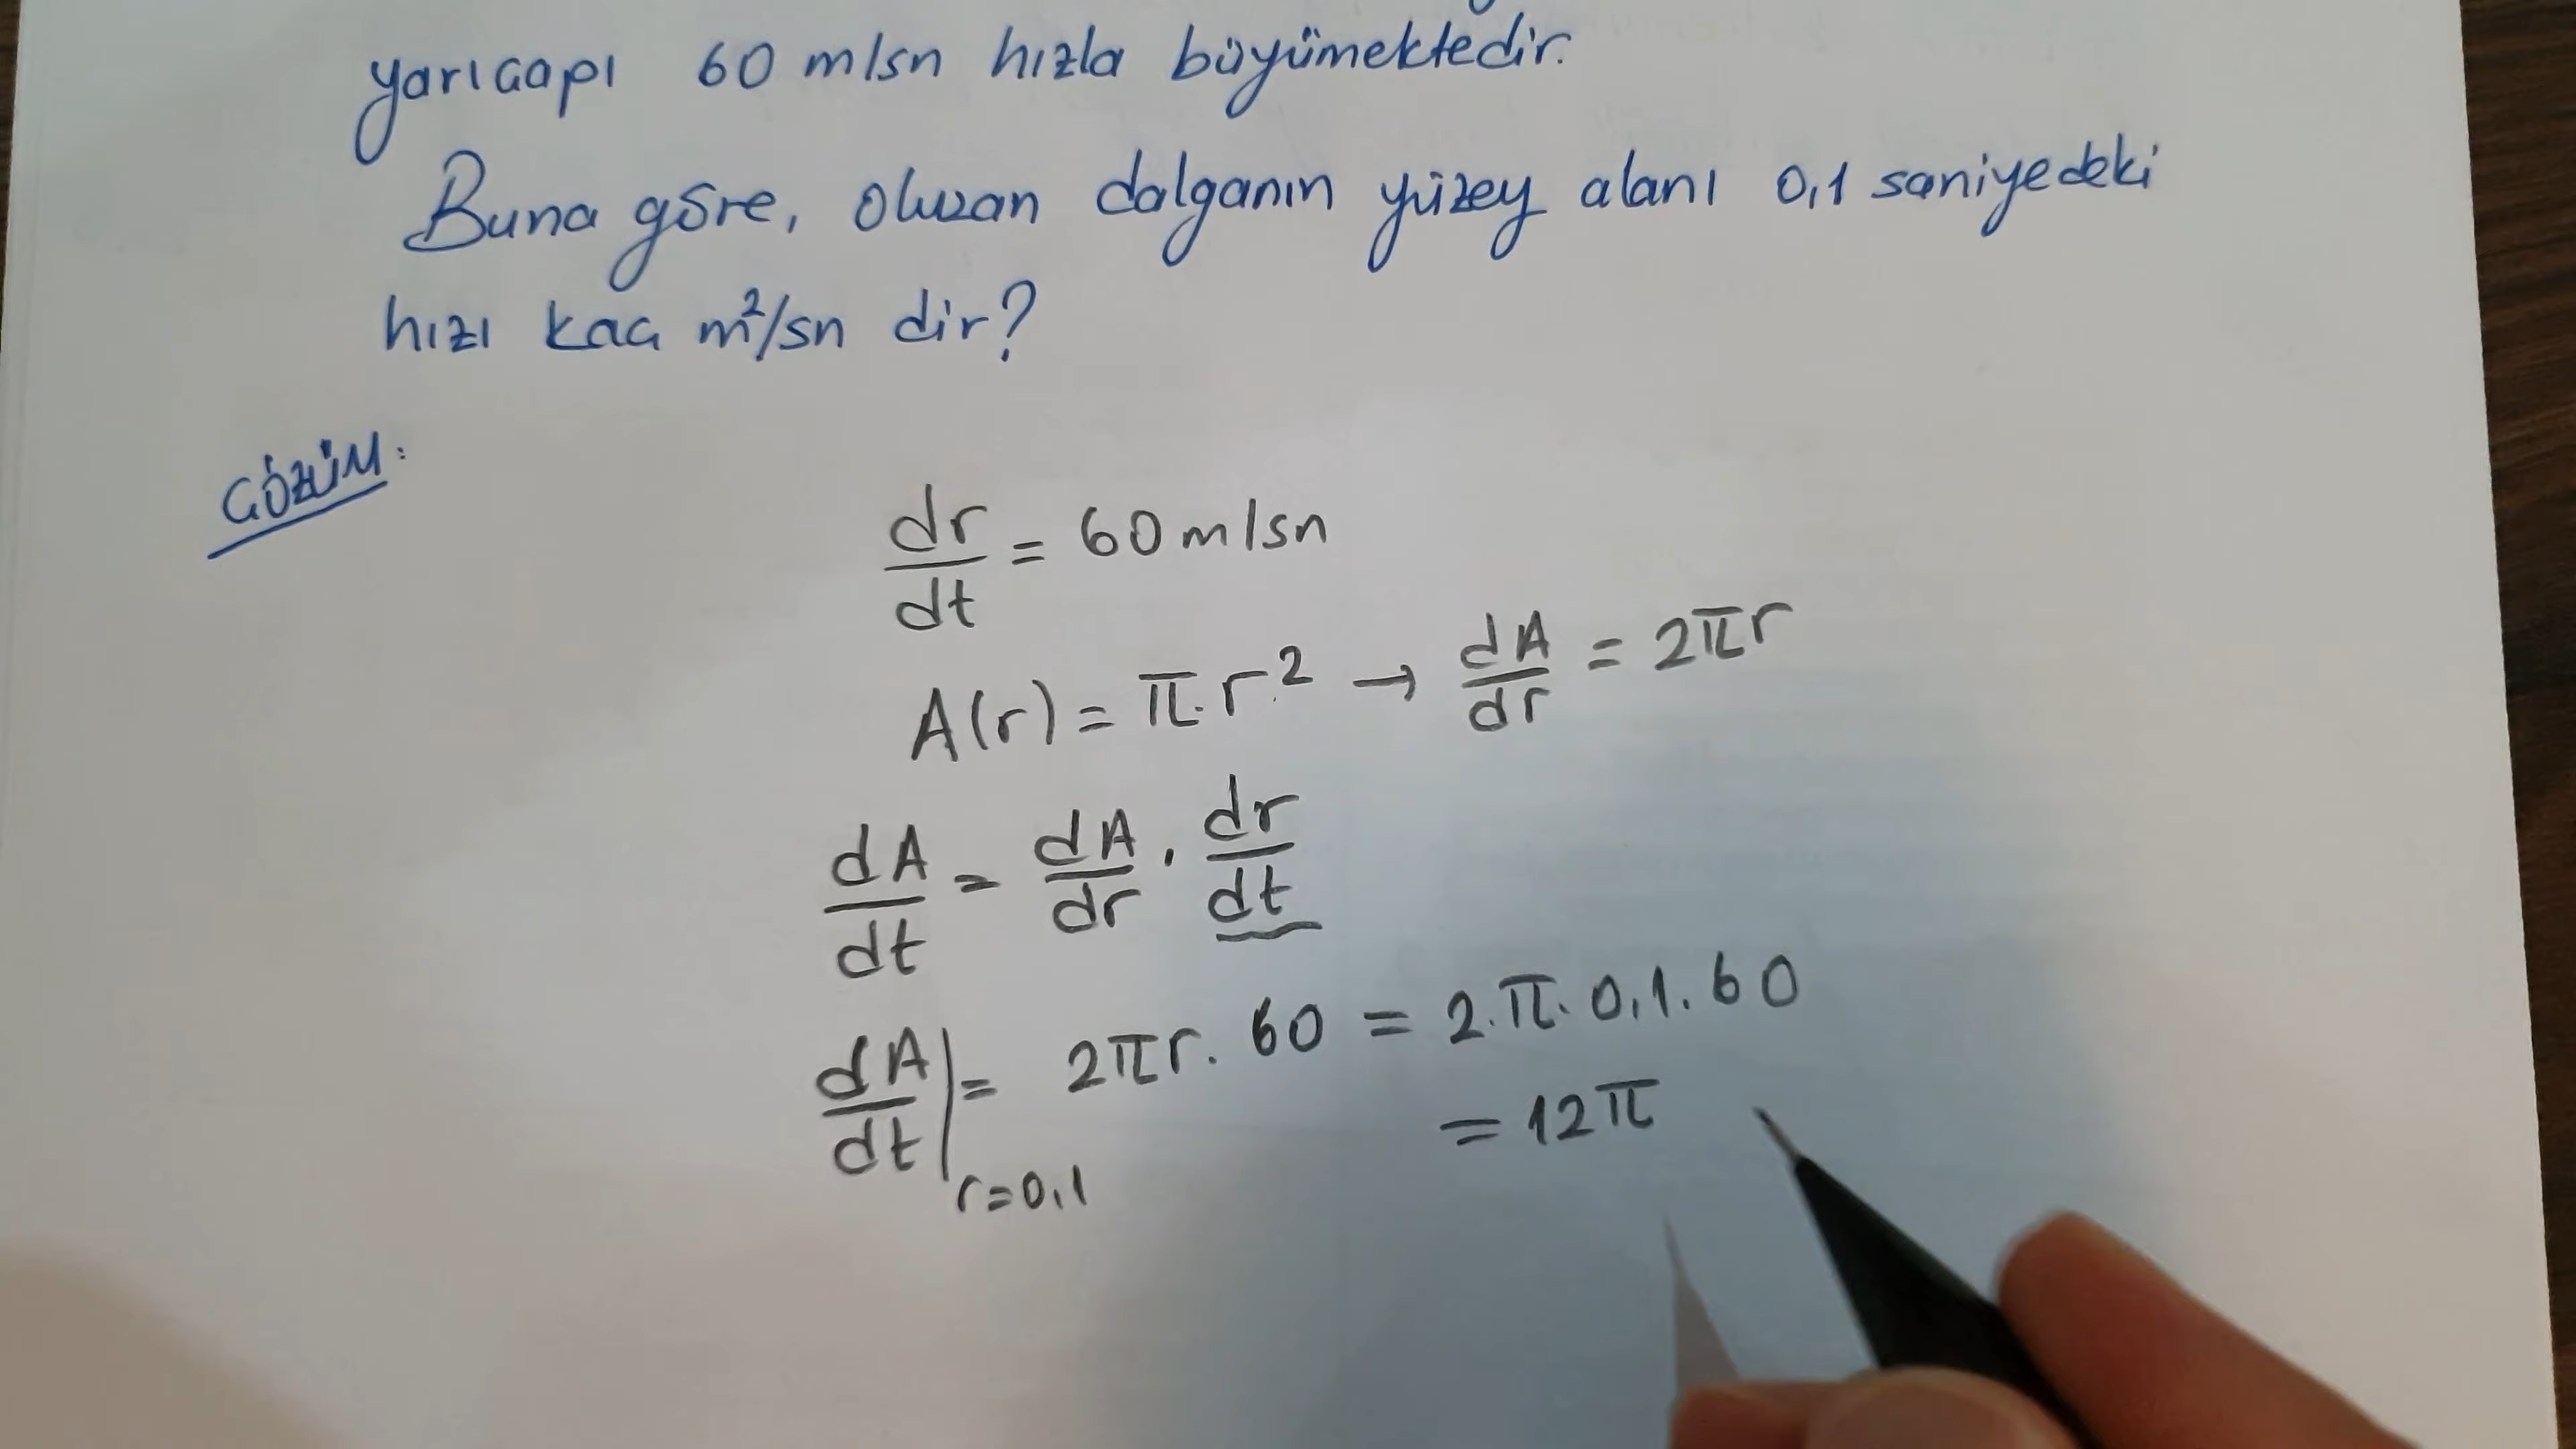 yarıçapı 60 m/sn hızla büyümektedir.
Buna göre, oluşan dalganın yüzey alanı 0,1 saniyedeki
hızı kaç m²/sn dir?
ÇÖZÜM:
dr/dt = 60 m/sn
A(r) = π.r² → dA/dr = 2πr
dA/dt = dA/dr . dr/dt
dA/dt | r=0,1 = 2πr. 60 = 2.π.0,1.60
= 12π